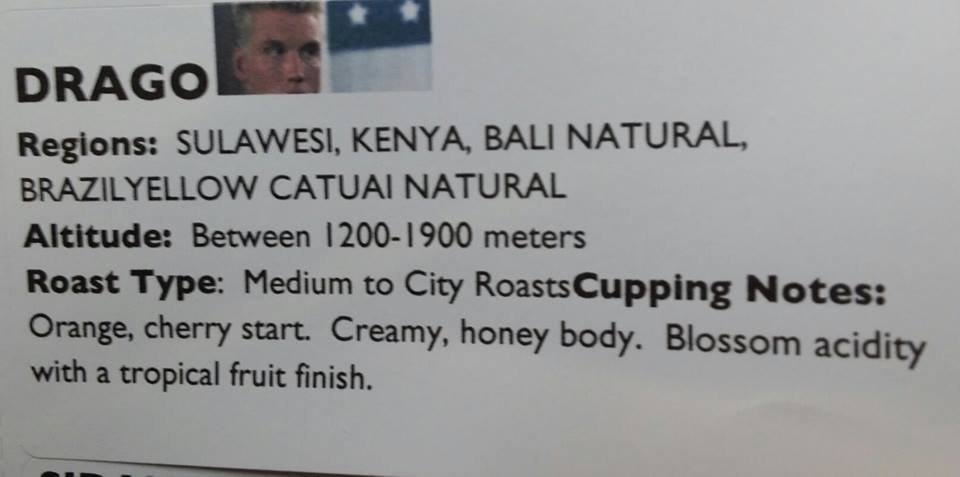 DRAGO
Regions: SULAWESI, KENYA, BALI NATURAL,
BRAZILYELLOW CATUAI NATURAL
Altitude: Between 1200-1900 meters
Roast Type: Medium to City RoastsCupping Notes:
Orange, cherry start. Creamy, honey body. Blossom acidity
with a tropical fruit finish.